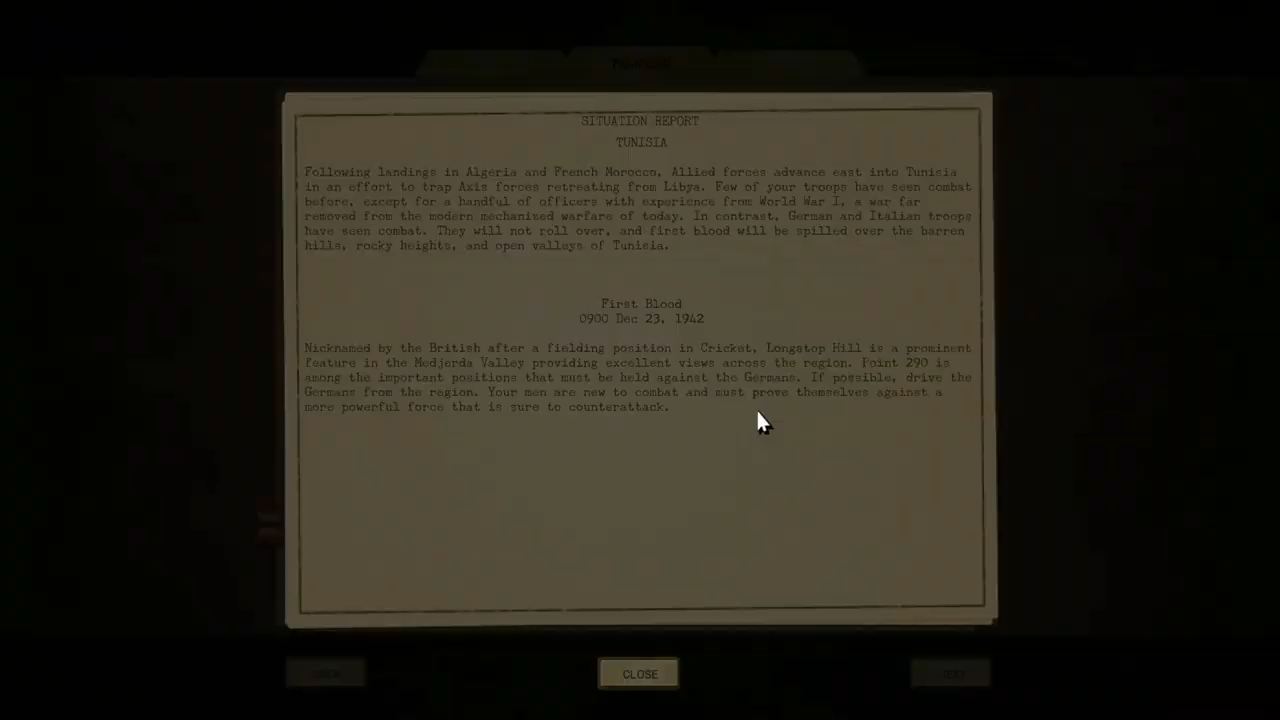 SITUATION REPORT
TUNISIA
Following landings in Algeria and French Morocco, Allied forces advance east into Tunisia
in an effort to trap Axis forces retreating from Libya. Few of your troops have seen combat
before, except for a handful of officers with experience from World War I, a war far
removed from the modern mechanized warfare of today. In contrast, German and Italian troops
have seen combat. They will not roll over, and first blood will be spilled over the barren
hills, rocky heights, and open valleys of Tunisia.
First Blood
0900 Dec 23, 1942
Nicknamed by the British after a fielding position in Cricket, Longstop Hill is a prominent
feature in the Medjerda Valley providing excellent views across the region. Point 290 is
among the important positions that must be held against the Germans. If possible, drive the
Germans from the region. Your men are new to combat and must prove themselves against a
more powerful force that is sure to counterattack.
CLOSE